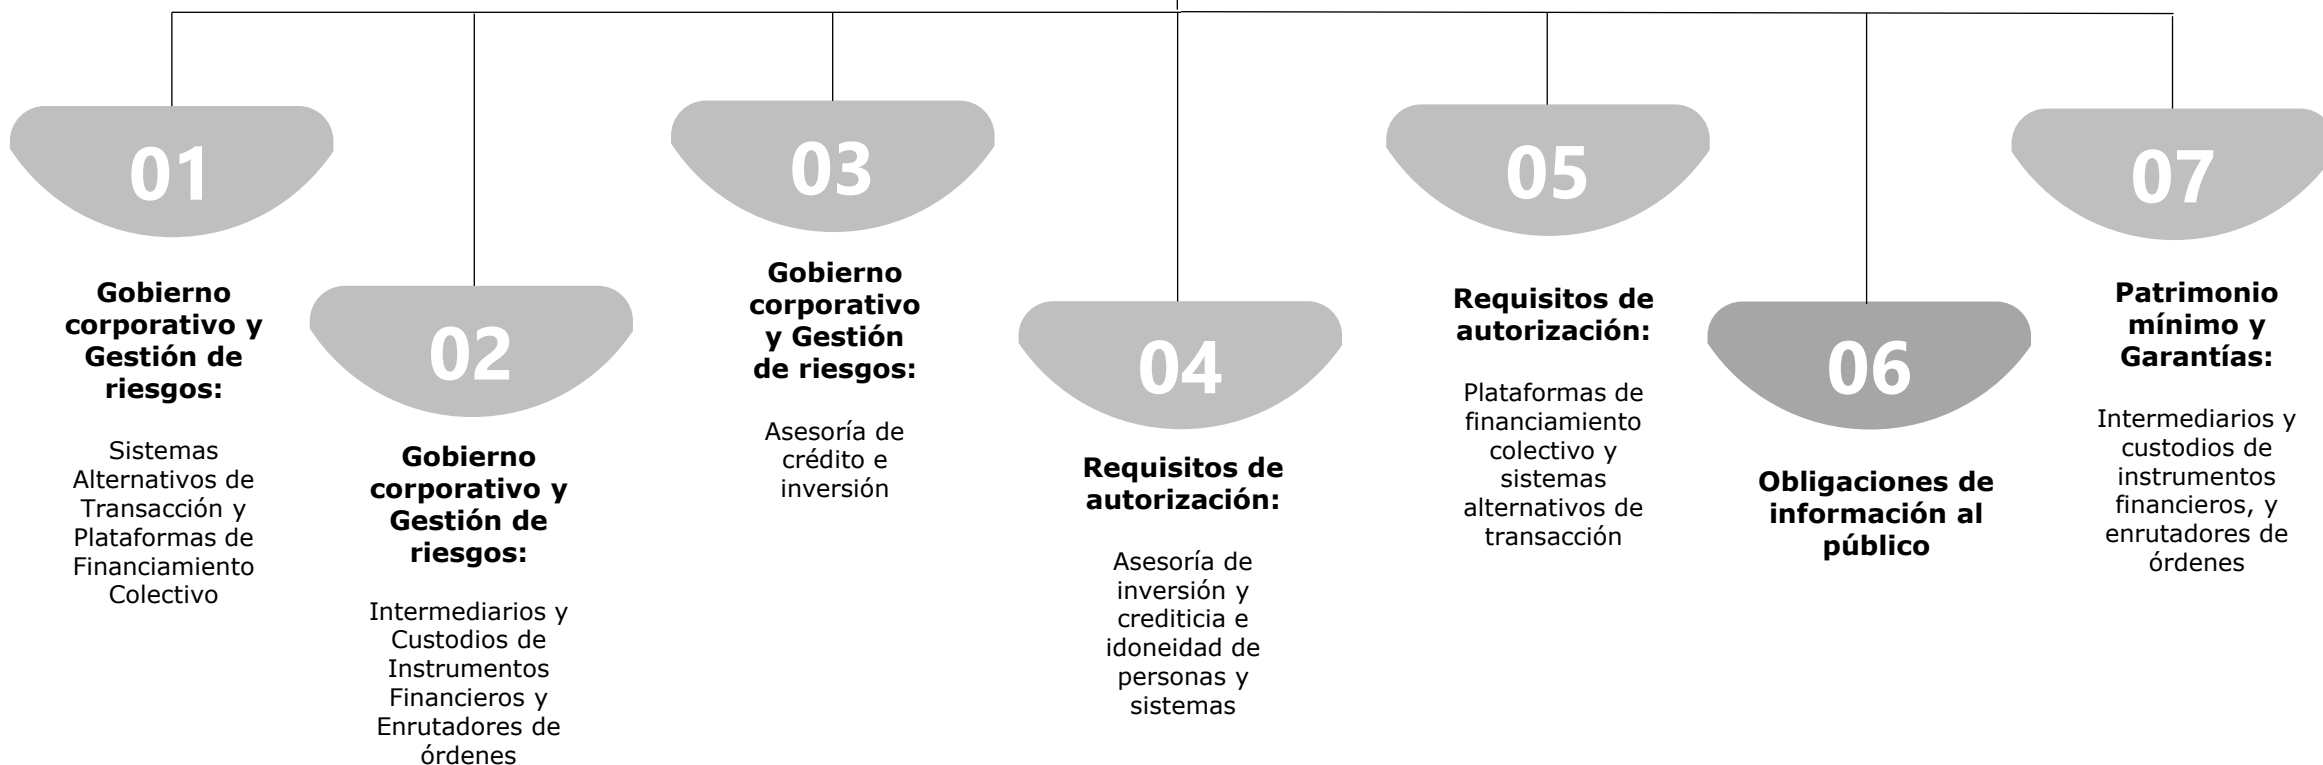 01
Gobierno
corporativo y
Gestión de
riesgos:
Sistemas
Alternativos de
Transacción y
Plataformas de
Financiamiento
Colectivo
02
Gobierno
corporativo y
Gestión de
riesgos:
Intermediarios y
Custodios de
Instrumentos
Financieros y
Enrutadores de
órdenes
03
Gobierno
corporativo
y Gestión
de riesgos:
Asesoría de
crédito e
inversión
04
Requisitos de
autorización:
Asesoría de
inversión y
crediticia e
idoneidad de
personas y
sistemas
05
Requisitos de
autorización:
Plataformas de
financiamiento
colectivo y
sistemas
alternativos de
transacción
06
Obligaciones de
información al
público
07
Patrimonio
mínimo y
Garantías:
Intermediarios y
custodios de
instrumentos
financieros, y
enrutadores de
órdenes